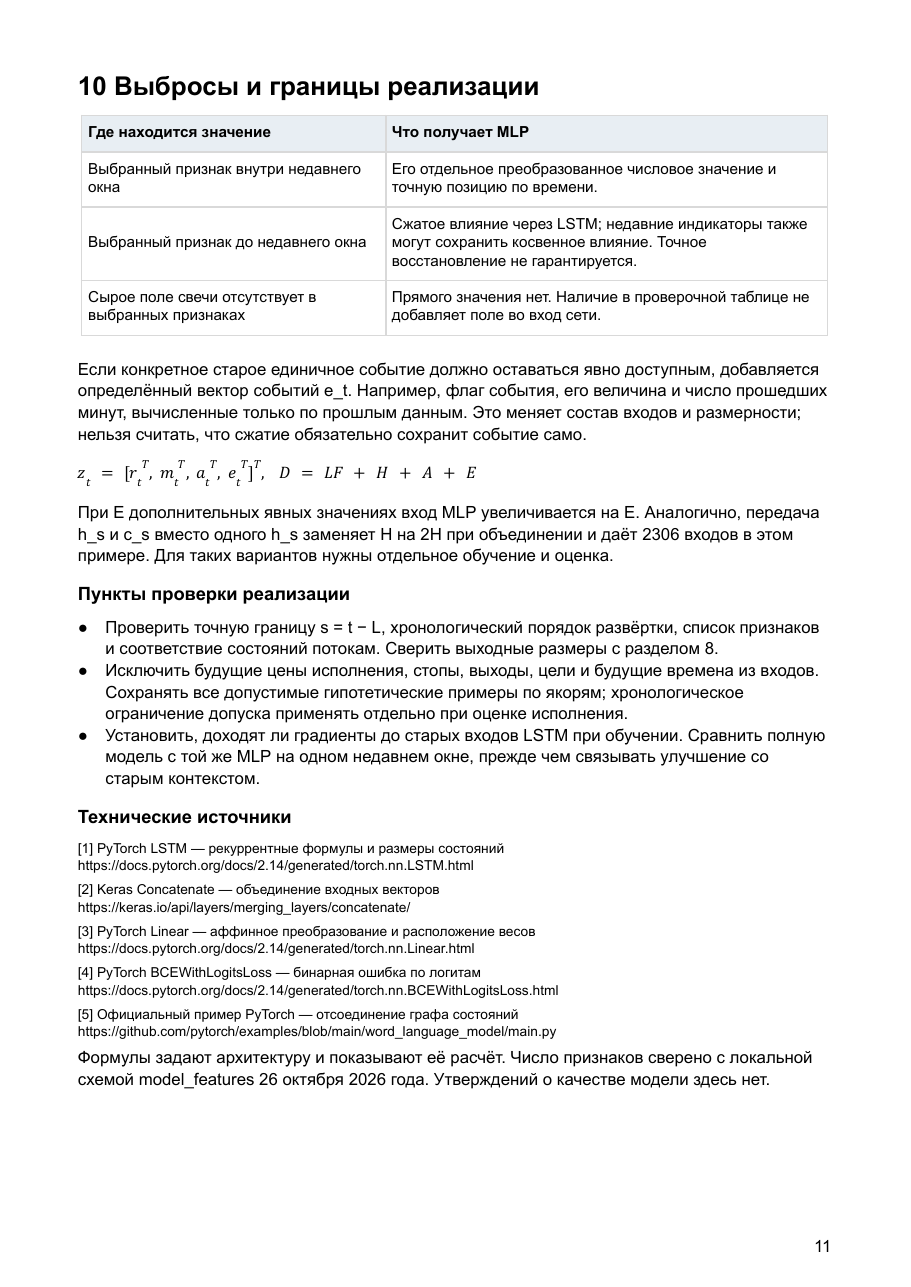 10 Выбросы и границы реализации
Где находится значение
Что получает MLP
Выбранный признак внутри недавнего
окна
Его отдельное преобразованное числовое значение и
точную позицию по времени.
Выбранный признак до недавнего окна
Сжатое влияние через LSTM; недавние индикаторы также
могут сохранить косвенное влияние. Точное
восстановление не гарантируется.
Сырое поле свечи отсутствует в
выбранных признаках
Прямого значения нет. Наличие в проверочной таблице не
добавляет поле во вход сети.
Если конкретное старое единичное событие должно оставаться явно доступным, добавляется
определённый вектор событий e_t. Например, флаг события, его величина и число прошедших
минут, вычисленные только по прошлым данным. Это меняет состав входов и размерности;
нельзя считать, что сжатие обязательно сохранит событие само.
z_t = [r_t^T, m_t^T, a_t^T, e_t^T]^T, D = LF + H + A + E
При E дополнительных явных значениях вход MLP увеличивается на E. Аналогично, передача
h_s и c_s вместо одного h_s заменяет H на 2H при объединении и даёт 2306 входов в этом
примере. Для таких вариантов нужны отдельное обучение и оценка.
Пункты проверки реализации
● Проверить точную границу s = t − L, хронологический порядок развёртки, список признаков
и соответствие состояний потокам. Сверить выходные размеры с разделом 8.
● Исключить будущие цены исполнения, стопы, выходы, цели и будущие времена из входов.
Сохранять все допустимые гипотетические примеры по якорям; хронологическое
ограничение допуска применять отдельно при оценке исполнения.
● Установить, доходят ли градиенты до старых входов LSTM при обучении. Сравнить полную
модель с той же MLP на одном недавнем окне, прежде чем связывать улучшение со
старым контекстом.
Технические источники
[1] PyTorch LSTM — рекуррентные формулы и размеры состояний
https://docs.pytorch.org/docs/2.14/generated/torch.nn.LSTM.html
[2] Keras Concatenate — объединение входных векторов
https://keras.io/api/layers/merging_layers/concatenate/
[3] PyTorch Linear — аффинное преобразование и расположение весов
https://docs.pytorch.org/docs/2.14/generated/torch.nn.Linear.html
[4] PyTorch BCEWithLogitsLoss — бинарная ошибка по логитам
https://docs.pytorch.org/docs/2.14/generated/torch.nn.BCEWithLogitsLoss.html
[5] Официальный пример PyTorch — отсоединение графа состояний
https://github.com/pytorch/examples/blob/main/word_language_model/main.py
Формулы задают архитектуру и показывают её расчёт. Число признаков сверено с локальной
схемой model_features 26 октября 2026 года. Утверждений о качестве модели здесь нет.
11